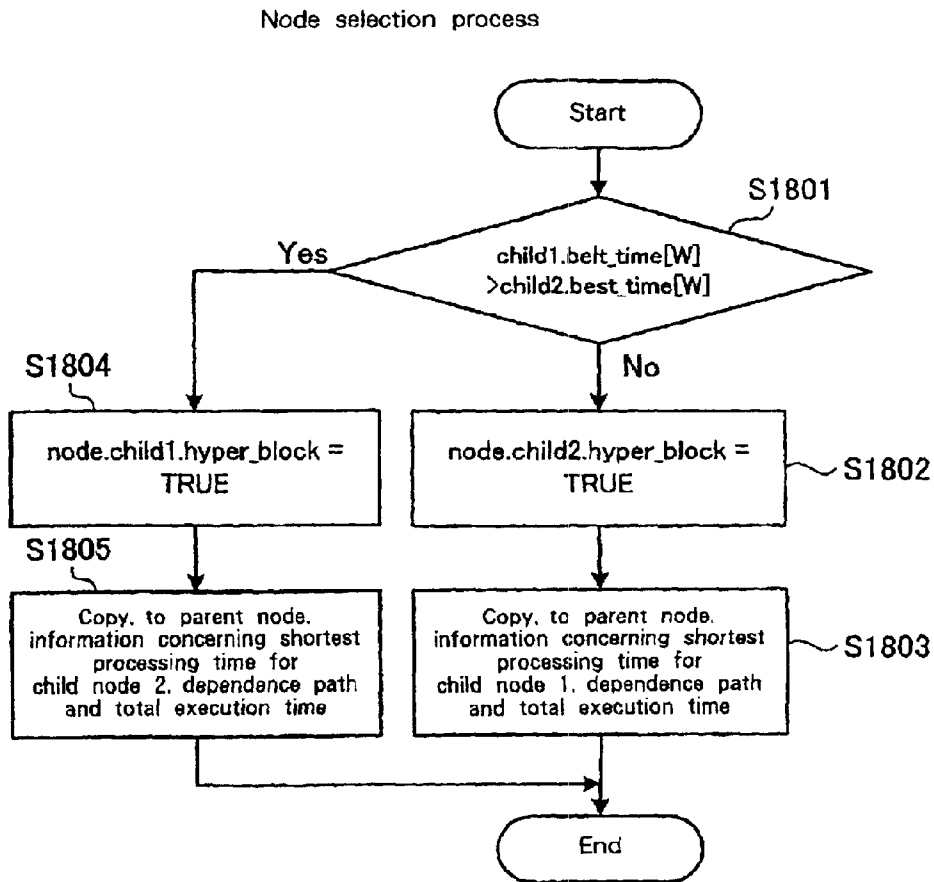 Node selection process
Start
S1801
Yes
child1.belt_time[W]
>child2.best_time[W]
S1804
No
node.child1.hyper_block =
TRUE
node.child2.hyper_block =
TRUE
S1802
S1805
Copy, to parent node,
information concerning shortest
processing time for
child node 2, dependence path
and total execution time
Copy, to parent node,
information concerning shortest
processing time for
child node 1, dependence path
and total execution time
S1803
End